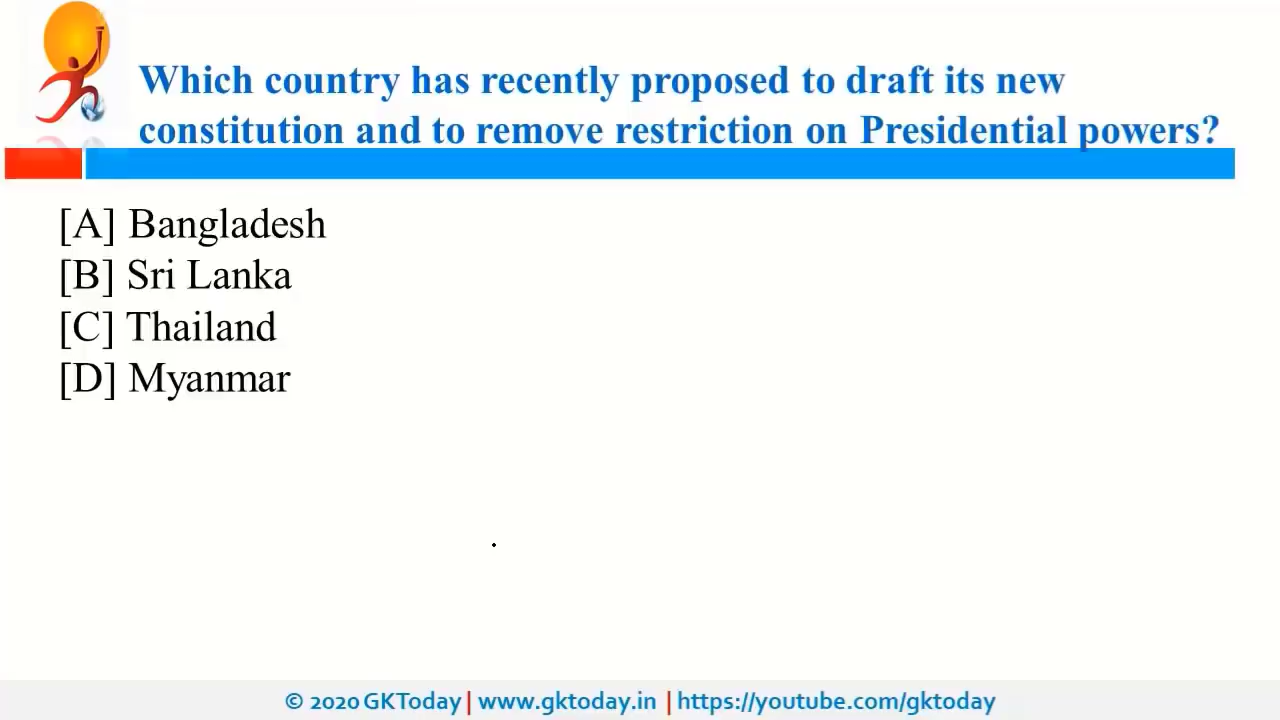 Which country has recently proposed to draft its new
constitution and to remove restriction on Presidential powers?
[A] Bangladesh
[B] Sri Lanka
[C] Thailand
[D] Myanmar
© 2020 GKToday | www.gktoday.in | https://youtube.com/gktoday